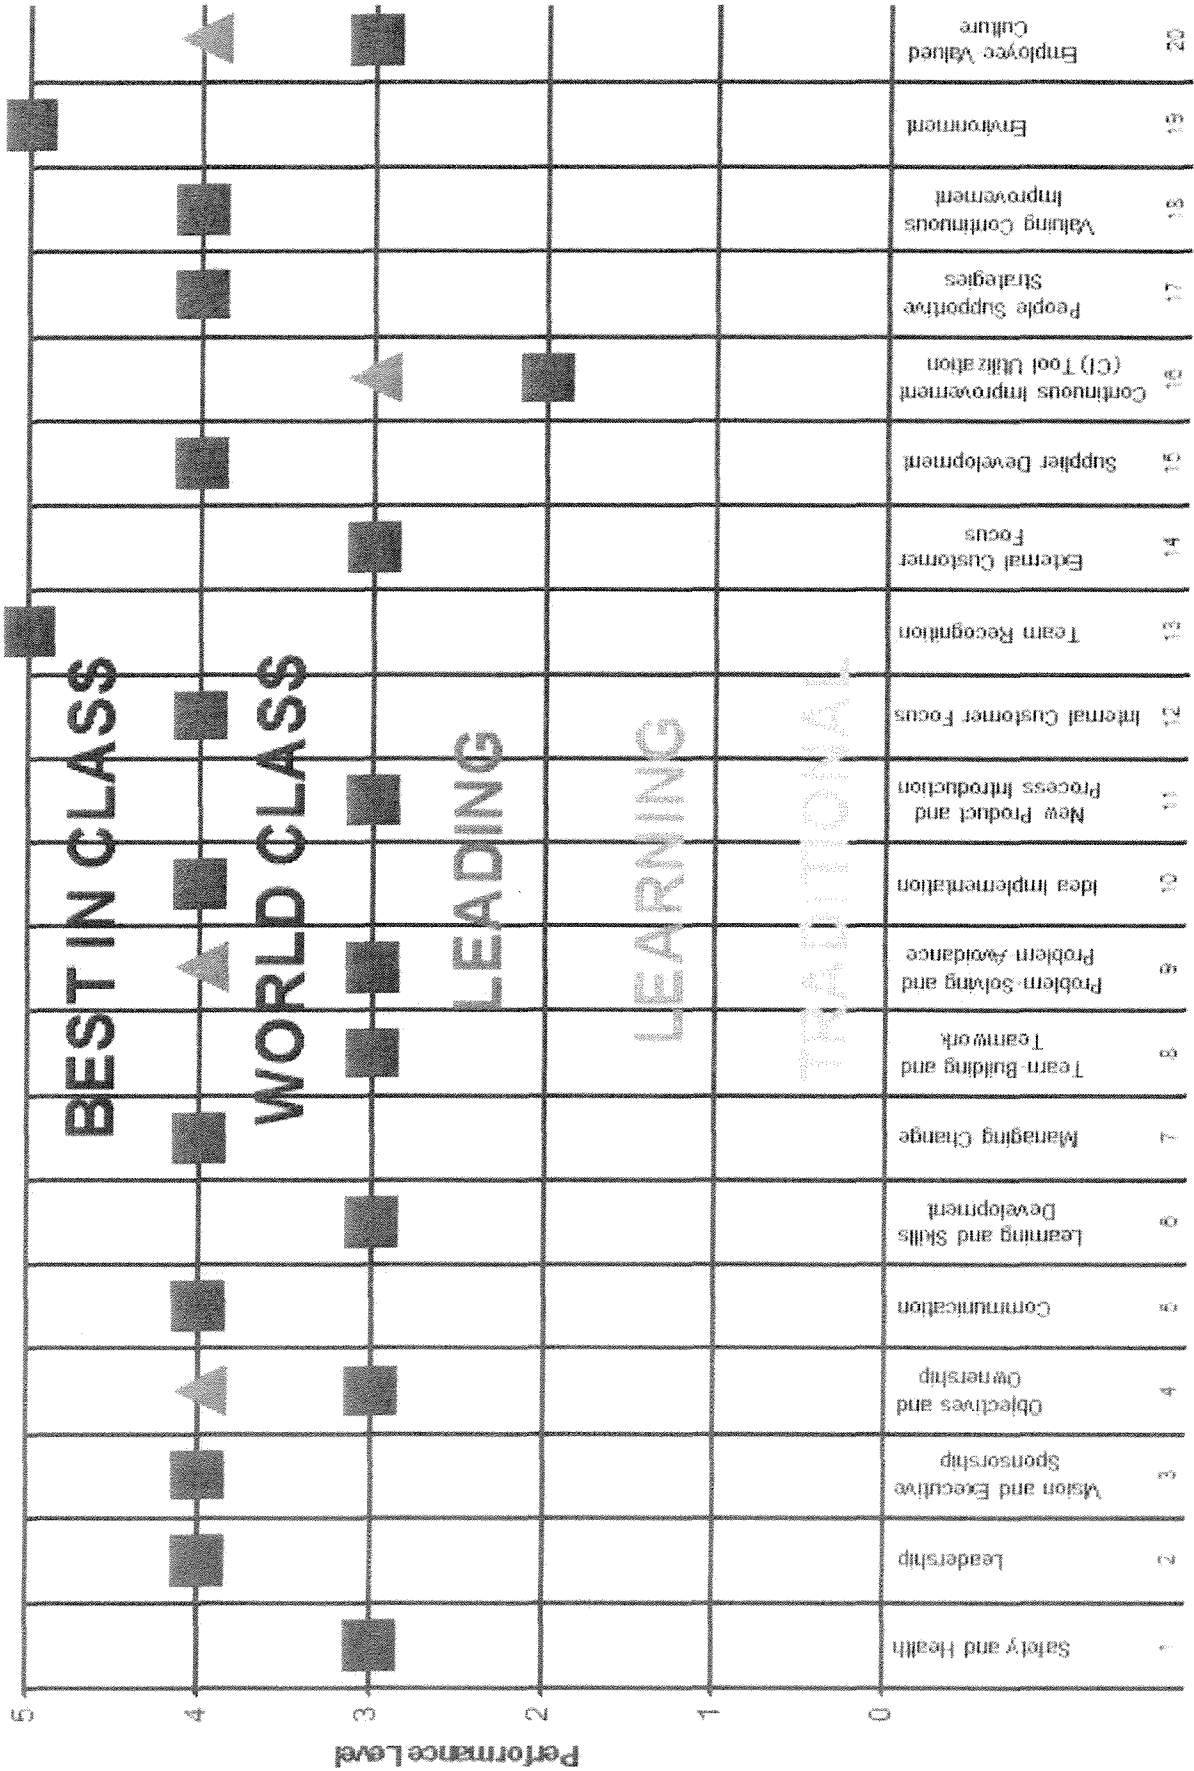 Performance Level
5
4
3
2
1
0
BEST IN CLASS
WORLD CLASS
LEADING
LEARNING
TRADITIONAL
Safety and Health
1
Leadership
2
Vision and Executive
Sponsorship
3
Objectives and
Ownership
4
Communication
5
Learning and Skills
Development
6
Managing Change
7
Team-Building and
Teamwork
8
Problem-Solving and
Problem-Avoidance
9
Idea Implementation
10
New Product and
Process Introduction
11
Internal Customer Focus
12
Team Recognition
13
External Customer
Focus
14
Supplier Development
15
Continuous Improvement
(CI) Tool Utilization
16
People Supportive
Strategies
17
Valuing Continuous
Improvement
18
Environment
19
Employee-Valued
Culture
20